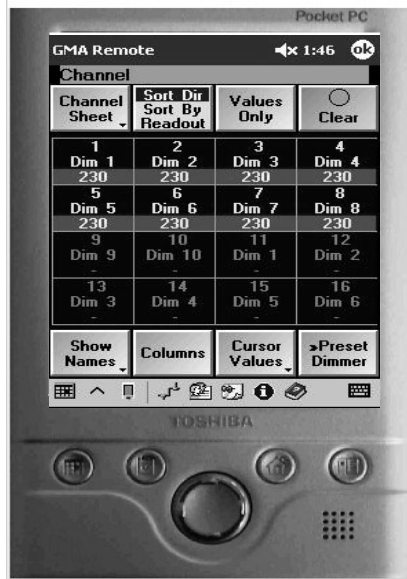 Pocket PC
GMA Remote 1:46 ok
Channel
Channel Sheet
Sort Dir Sort By Readout
Values Only
Clear
1 2 3 4
Dim 1 Dim 2 Dim 3 Dim 4
230 230 230 230
5 6 7 8
Dim 5 Dim 6 Dim 7 Dim 8
230 230 230 230
9 10 11 12
Dim 9 Dim 10 Dim 1 Dim 2
- - - -
13 14 15 16
Dim 3 Dim 4 Dim 5 Dim 6
- - - -
Show Names
Columns
Cursor Values
»Preset Dimmer
TOSHIBA